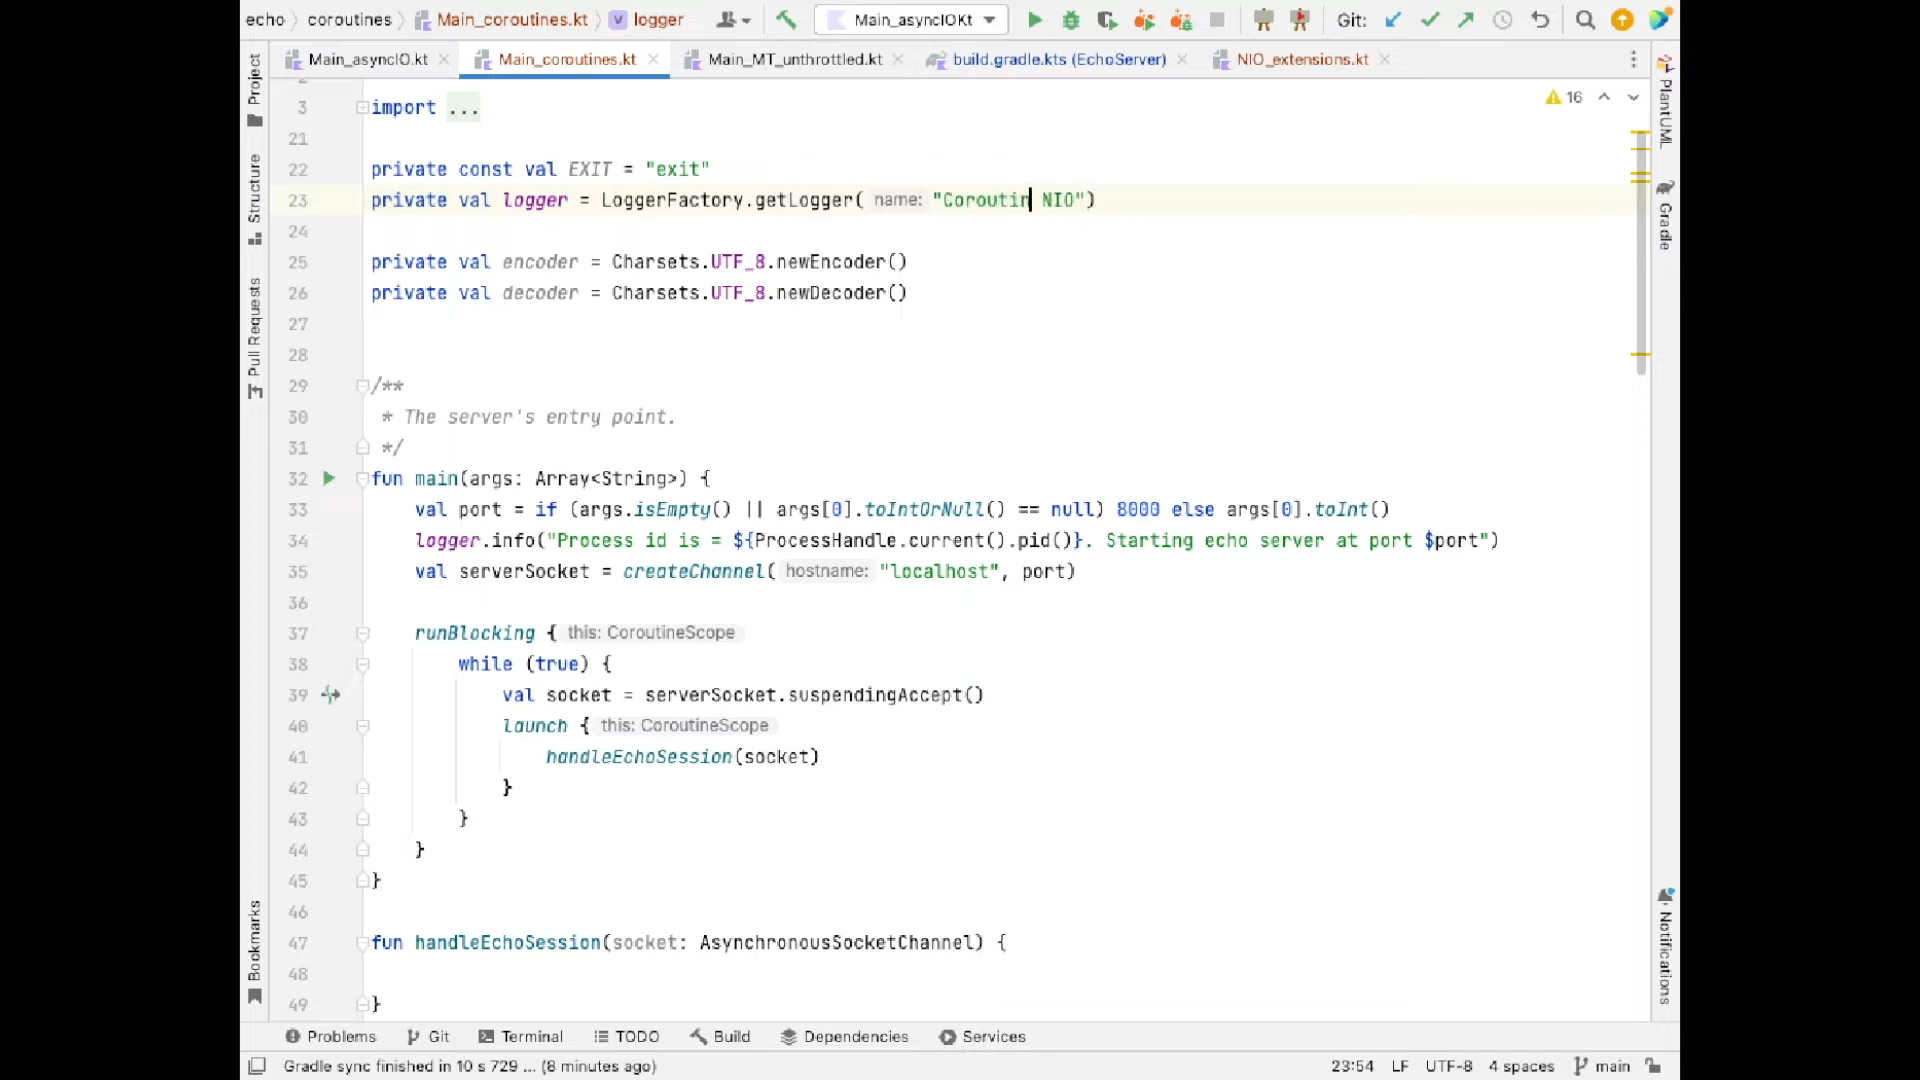 echo coroutines Main_coroutines.kt v logger Main_asyncIOKt Git:
Main_asyncIO.kt Main_coroutines.kt Main_MT_unthrottled.kt build.gradle.kts (EchoServer) NIO_extensions.kt
Project
Structure
Pull Requests
Bookmarks
3 import ...
16
21
22 private const val EXIT = "exit"
23 private val logger = LoggerFactory.getLogger( name: "Coroutin NIO")
24
25 private val encoder = Charsets.UTF_8.newEncoder()
26 private val decoder = Charsets.UTF_8.newDecoder()
27
28
29 /**
30 * The server's entry point.
31 */
32 fun main(args: Array<String>) {
33 val port = if (args.isEmpty() || args[0].toIntOrNull() == null) 8000 else args[0].toInt()
34 logger.info("Process id is = ${ProcessHandle.current().pid()}. Starting echo server at port $port")
35 val serverSocket = createChannel( hostname: "localhost", port)
36
37 runBlocking { this: CoroutineScope
38 while (true) {
39 val socket = serverSocket.suspendingAccept()
40 launch { this: CoroutineScope
41 handleEchoSession(socket)
42 }
43 }
44 }
45 }
46
47 fun handleEchoSession(socket: AsynchronousSocketChannel) {
48
49 }
PlantUML
Gradle
Notifications
Problems Git Terminal TODO Build Dependencies Services
Gradle sync finished in 10 s 729 ... (8 minutes ago) 23:54 LF UTF-8 4 spaces main